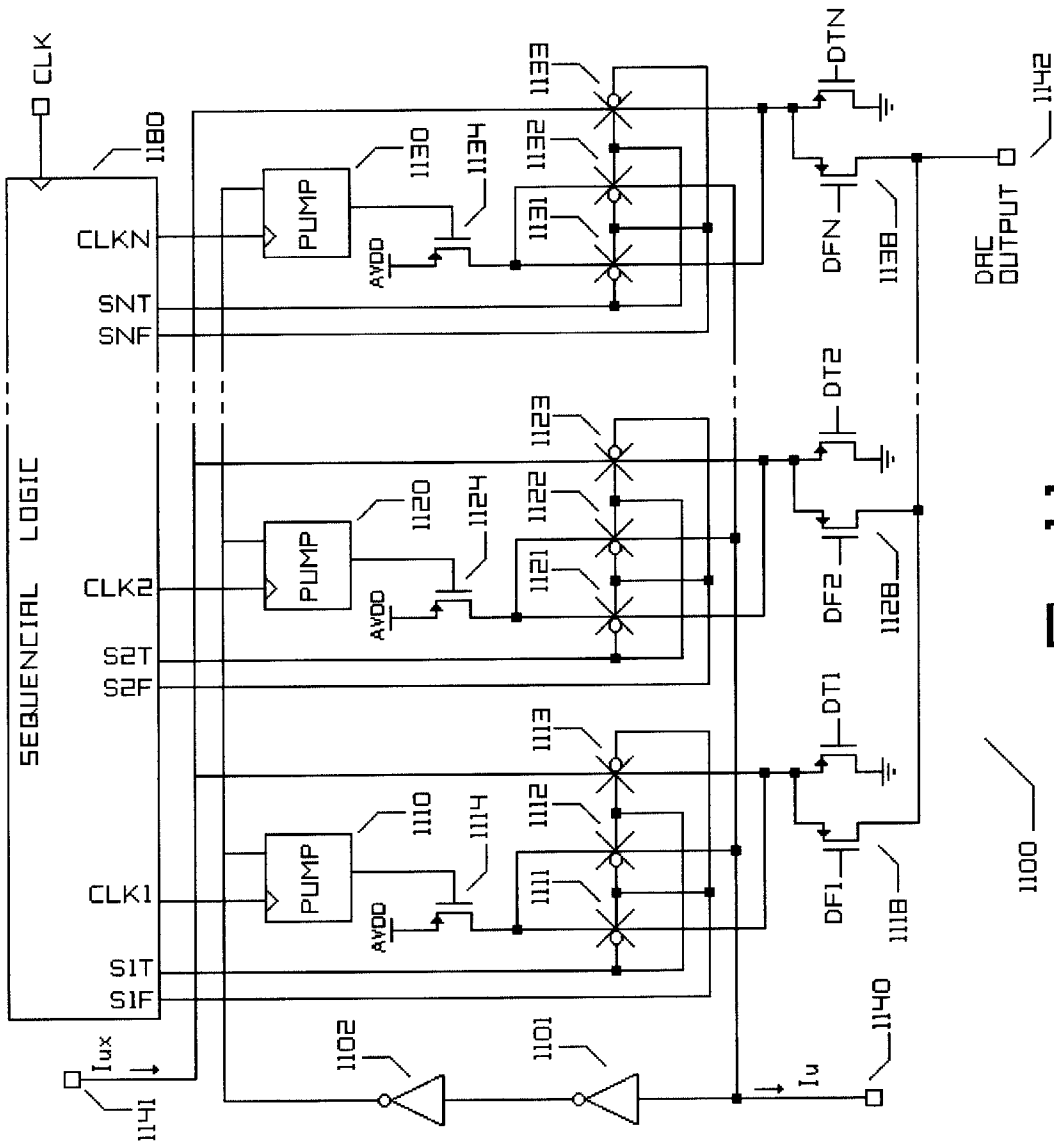 SEQUENCIAL LOGIC
CLK
1180
S1F
S1T
CLK1
S2F
S2T
CLK2
SNF
SNT
CLKN
Iux
1141
1102
1101
Iu
1140
PUMP
1110
AVDD
1114
1111
1112
1113
PUMP
1120
AVDD
1124
1121
1122
1123
PUMP
1130
AVDD
1134
1131
1132
1133
DF1
DT1
1118
DF2
DT2
1128
DFN
DTN
1138
DAC
OUTPUT
1142
1100